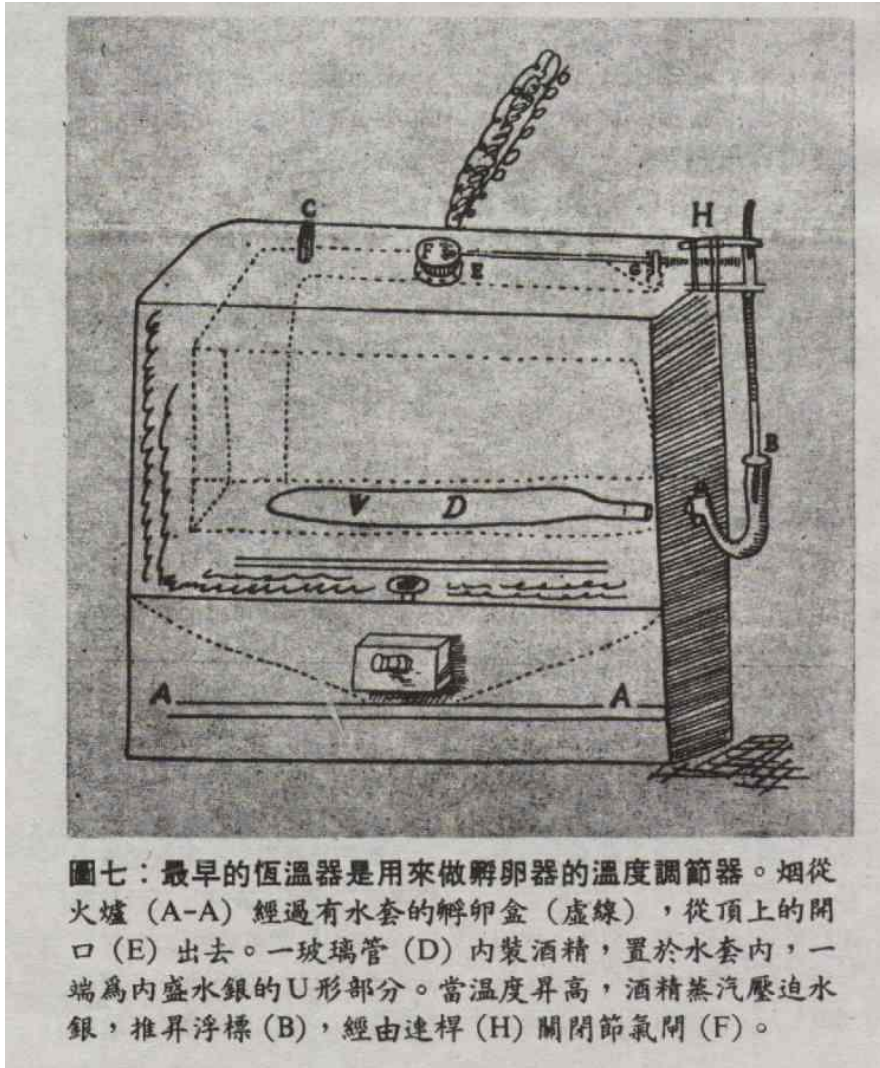 C
H
F
E
G
B
V D
A A
圖七：最早的恆溫器是用來做孵卵器的溫度調節器。烟從
火爐（A-A）經過有水套的孵卵盒（虛線），從頂上的開
口（E）出去。一玻璃管（D）內裝酒精，置於水套內，一
端爲內盛水銀的U形部分。當温度昇高，酒精蒸汽壓迫水
銀，推昇浮標（B），經由連桿（H）關閉節氣閘（F）。